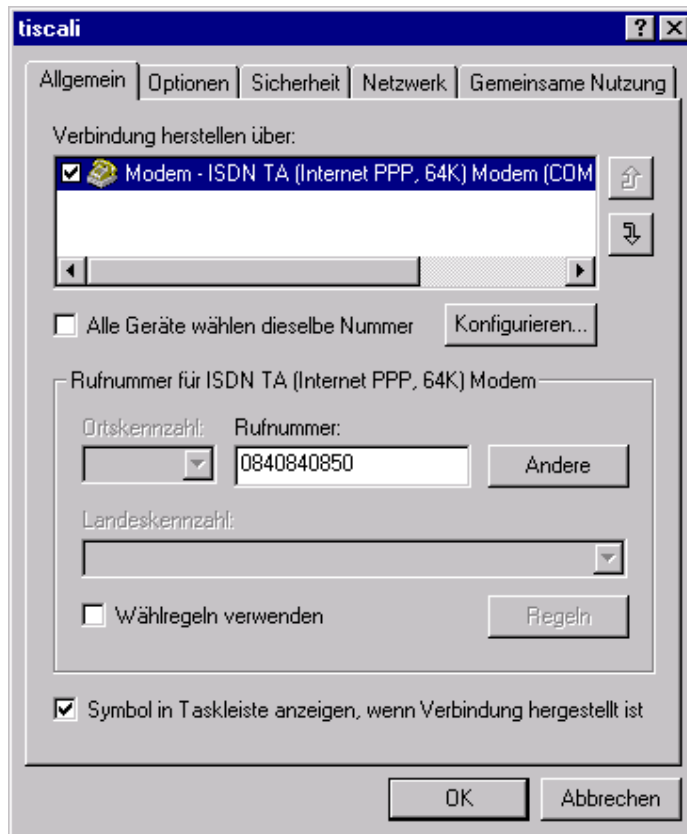 tiscali
Allgemein Optionen Sicherheit Netzwerk Gemeinsame Nutzung
Verbindung herstellen über:
Modem - ISDN TA (Internet PPP, 64K) Modem (COM
Alle Geräte wählen dieselbe Nummer Konfigurieren...
Rufnummer für ISDN TA (Internet PPP, 64K) Modem
Ortskennzahl: Rufnummer:
0840840850 Andere
Landeskennzahl:
Wählregeln verwenden Regeln
Symbol in Taskleiste anzeigen, wenn Verbindung hergestellt ist
OK Abbrechen